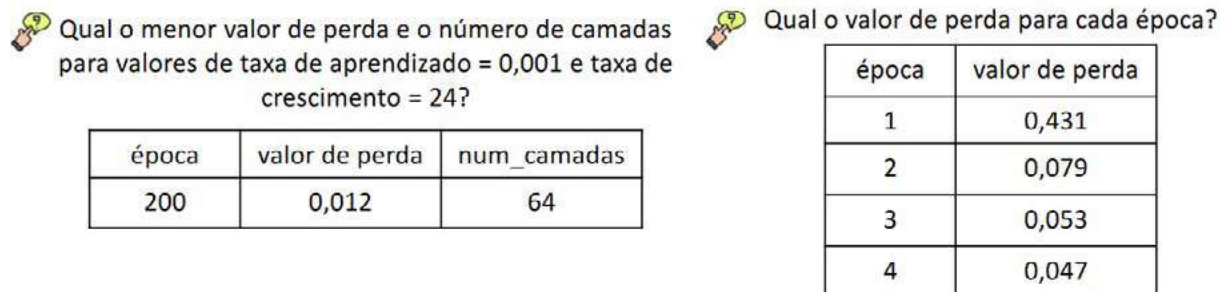 Qual o menor valor de perda e o número de camadas
para valores de taxa de aprendizado = 0,001 e taxa de
crescimento = 24?
época valor de perda num_camadas
200 0,012 64
Qual o valor de perda para cada época?
época valor de perda
1 0,431
2 0,079
3 0,053
4 0,047